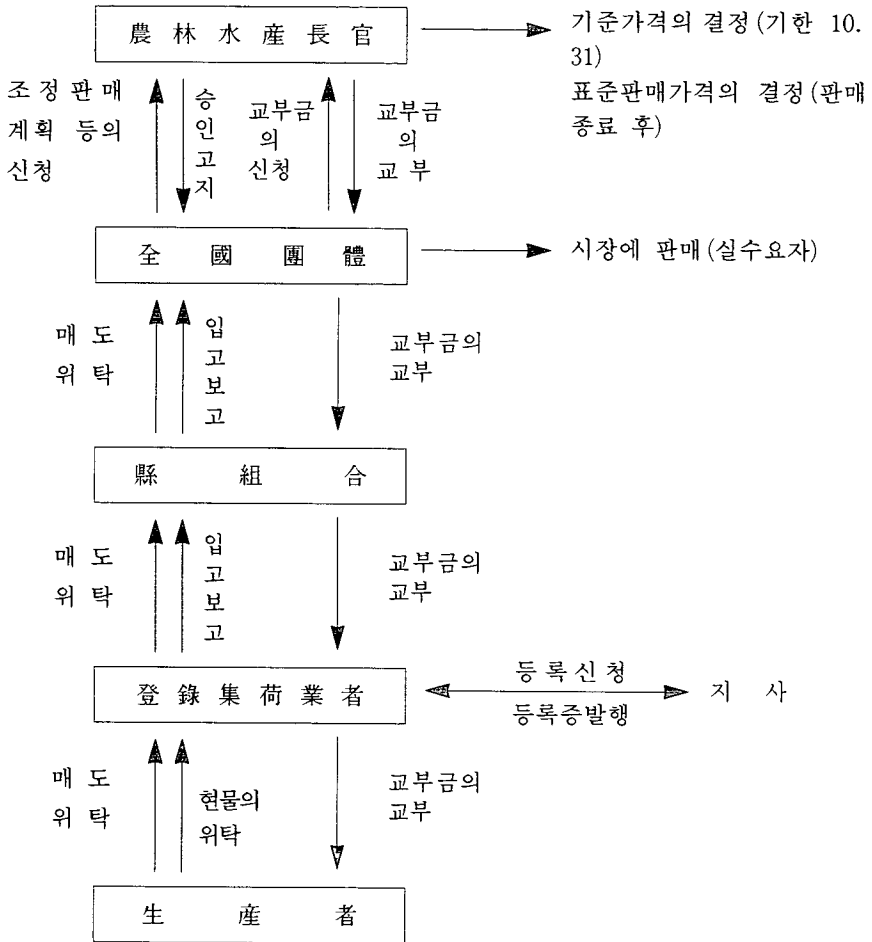 農林水産長官
기준가격의 결정(기한 10.
31)
표준판매가격의 결정(판매
종료 후)
조정판매
계획 등의
신청
승
인
고
지
교부금
의
신청
교부금
의
교 부
全國團體
시장에 판매(실수요자)
매도
위탁
입
고
보
고
교부금의
교부
縣組合
매도
위탁
입
고
보
고
교부금의
교부
登錄集荷業者
등록신청
등록증발행
지 사
매도
위탁
현물의
위탁
교부금의
교부
生産者